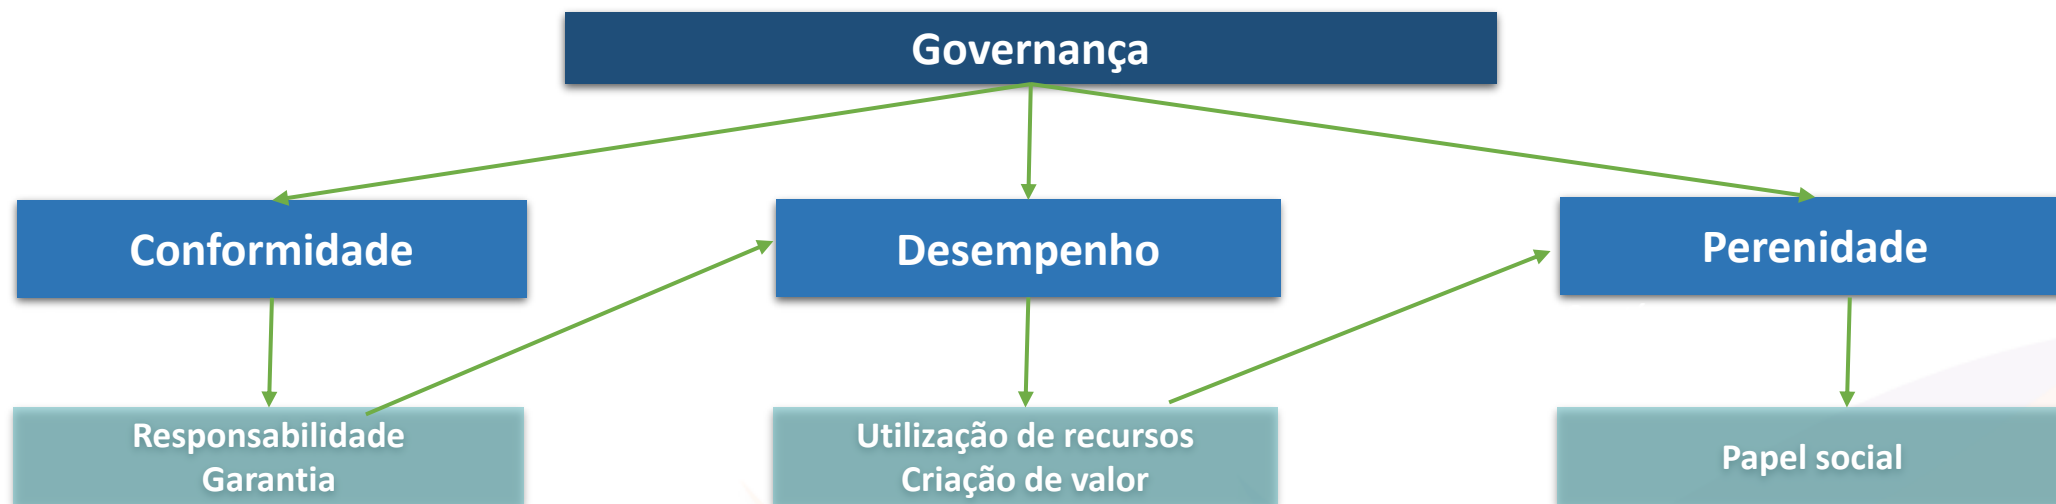 Governança
Conformidade
Desempenho
Perenidade
Responsabilidade
Garantia
Utilização de recursos
Criação de valor
Papel social